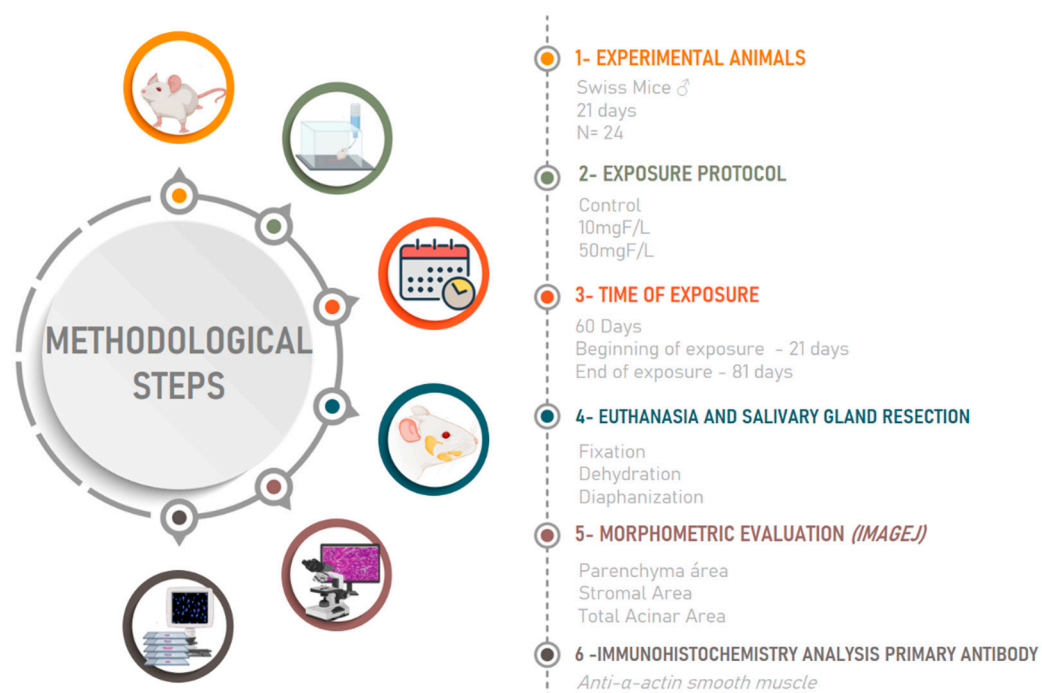 METHODOLOGICAL
STEPS
1- EXPERIMENTAL ANIMALS
Swiss Mice ♂
21 days
N= 24
2- EXPOSURE PROTOCOL
Control
10mgF/L
50mgF/L
3- TIME OF EXPOSURE
60 Days
Beginning of exposure - 21 days
End of exposure - 81 days
4- EUTHANASIA AND SALIVARY GLAND RESECTION
Fixation
Dehydration
Diaphanization
5- MORPHOMETRIC EVALUATION (IMAGEJ)
Parenchyma área
Stromal Area
Total Acinar Area
6 -IMMUNOHISTOCHEMISTRY ANALYSIS PRIMARY ANTIBODY
Anti-α-actin smooth muscle